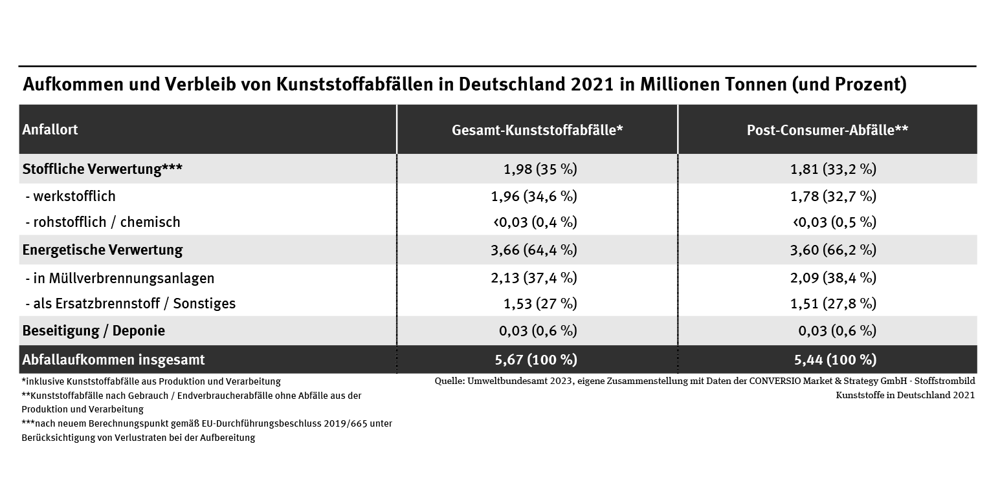 Aufkommen und Verbleib von Kunststoffabfällen in Deutschland 2021 in Millionen Tonnen (und Prozent)
Anfallort Gesamt-Kunststoffabfälle* Post-Consumer-Abfälle**
Stoffliche Verwertung*** 1,98 (35 %) 1,81 (33,2 %)
- werkstofflich 1,96 (34,6 %) 1,78 (32,7 %)
- rohstofflich / chemisch <0,03 (0,4 %) <0,03 (0,5 %)
Energetische Verwertung 3,66 (64,4 %) 3,60 (66,2 %)
- in Müllverbrennungsanlagen 2,13 (37,4 %) 2,09 (38,4 %)
- als Ersatzbrennstoff / Sonstiges 1,53 (27 %) 1,51 (27,8 %)
Beseitigung / Deponie 0,03 (0,6 %) 0,03 (0,6 %)
Abfallaufkommen insgesamt 5,67 (100 %) 5,44 (100 %)
*inklusive Kunststoffabfälle aus Produktion und Verarbeitung
**Kunststoffabfälle nach Gebrauch / Endverbraucherabfälle ohne Abfälle aus der
Produktion und Verarbeitung
***nach neuem Berechnungspunkt gemäß EU-Durchführungsbeschluss 2019/665 unter
Berücksichtigung von Verlustraten bei der Aufbereitung
Quelle: Umweltbundesamt 2023, eigene Zusammenstellung mit Daten der CONVERSIO Market & Strategy GmbH - Stoffstrombild
Kunststoffe in Deutschland 2021